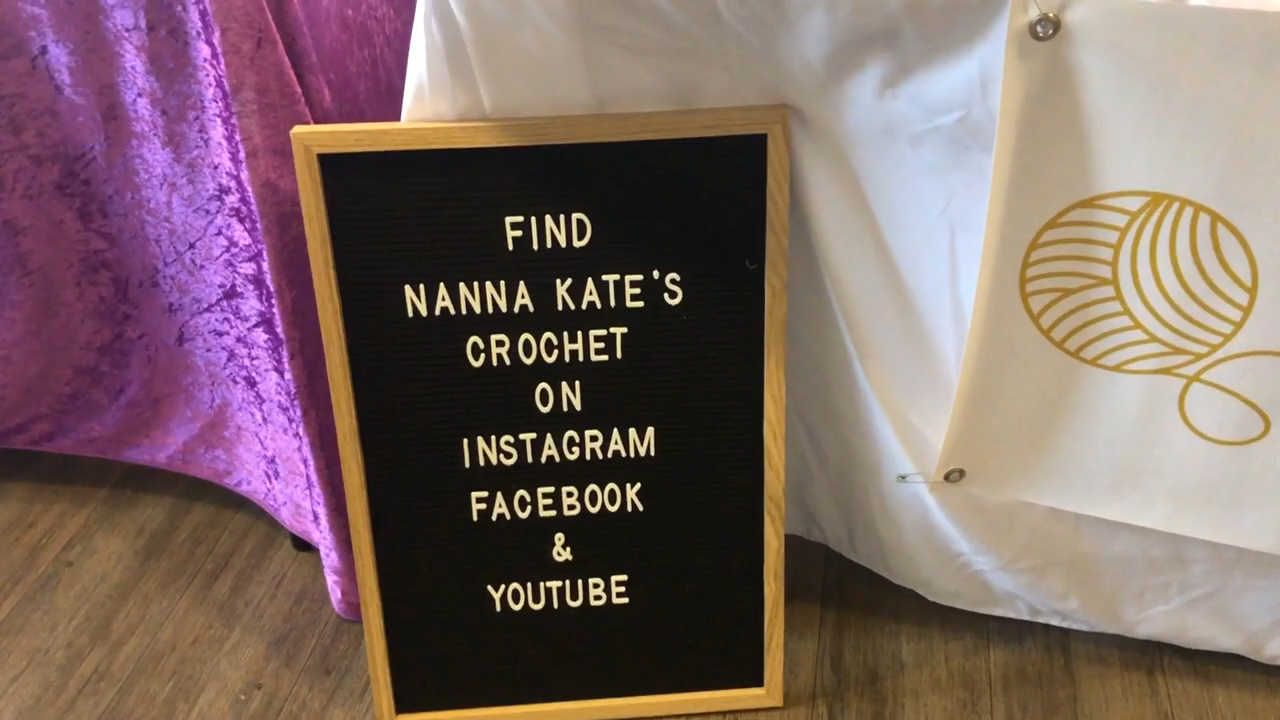 FIND
NANNA KATE'S
CROCHET
ON
INSTAGRAM
FACEBOOK
&
YOUTUBE